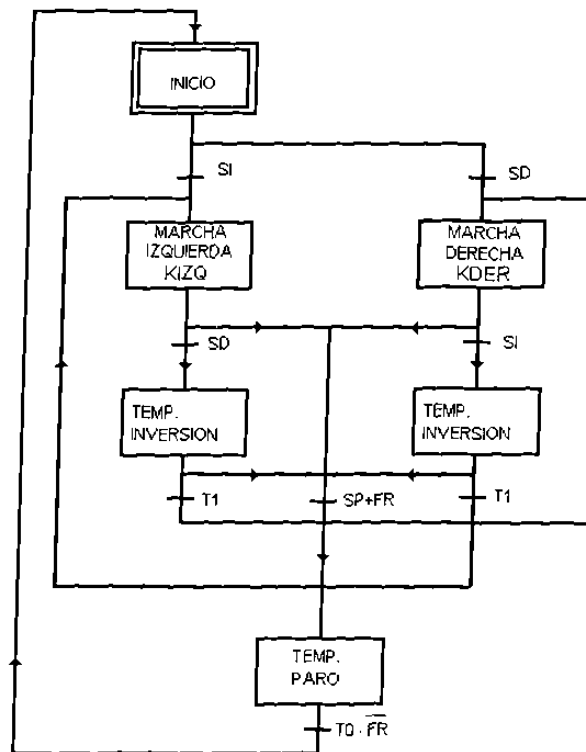 INICIO
SI
SD
MARCHA
IZQUIERDA
KIZQ
MARCHA
DERECHA
KDER
SD
SI
TEMP.
INVERSION
TEMP.
INVERSION
T1
SP+FR
T1
TEMP.
PARO
T0 · F̅R̅